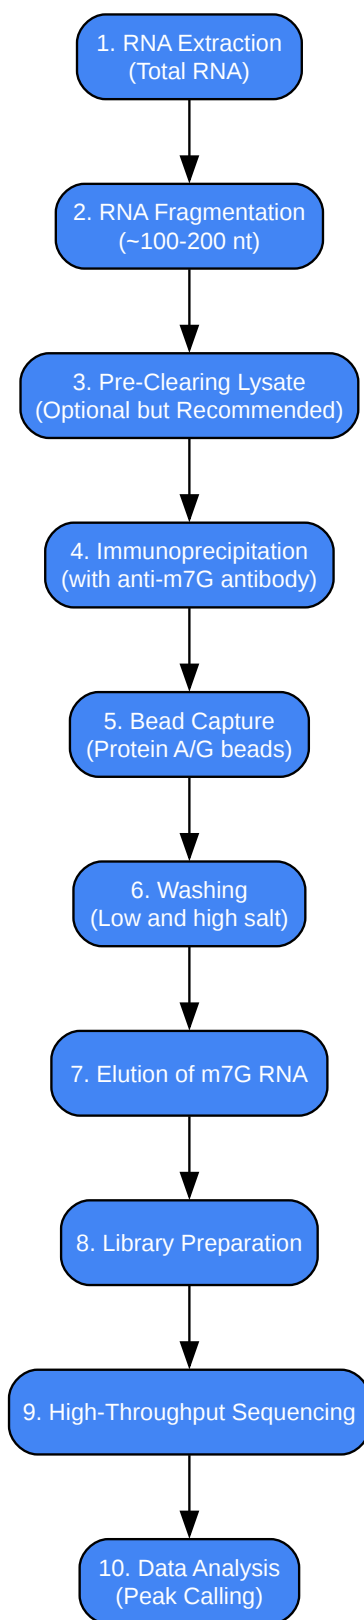 1. RNA Extraction
(Total RNA)
2. RNA Fragmentation
(~100-200 nt)
3. Pre-Clearing Lysate
(Optional but Recommended)
4. Immunoprecipitation
(with anti-m7G antibody)
5. Bead Capture
(Protein A/G beads)
6. Washing
(Low and high salt)
7. Elution of m7G RNA
8. Library Preparation
9. High-Throughput Sequencing
10. Data Analysis
(Peak Calling)